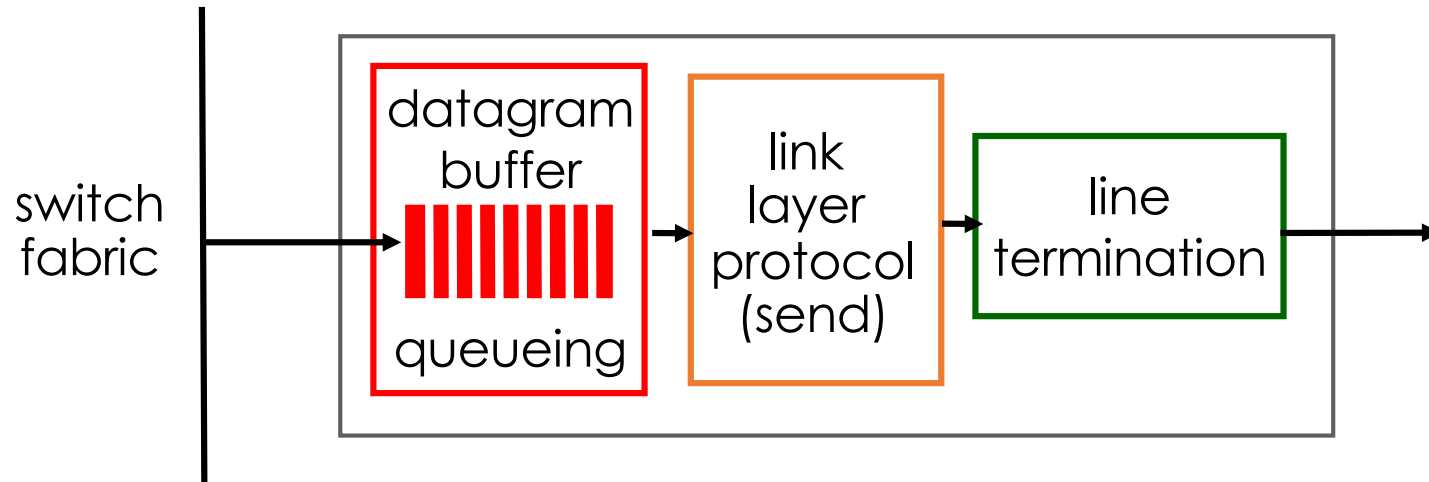 switch
fabric
datagram
buffer
queueing
link
layer
protocol
(send)
line
termination